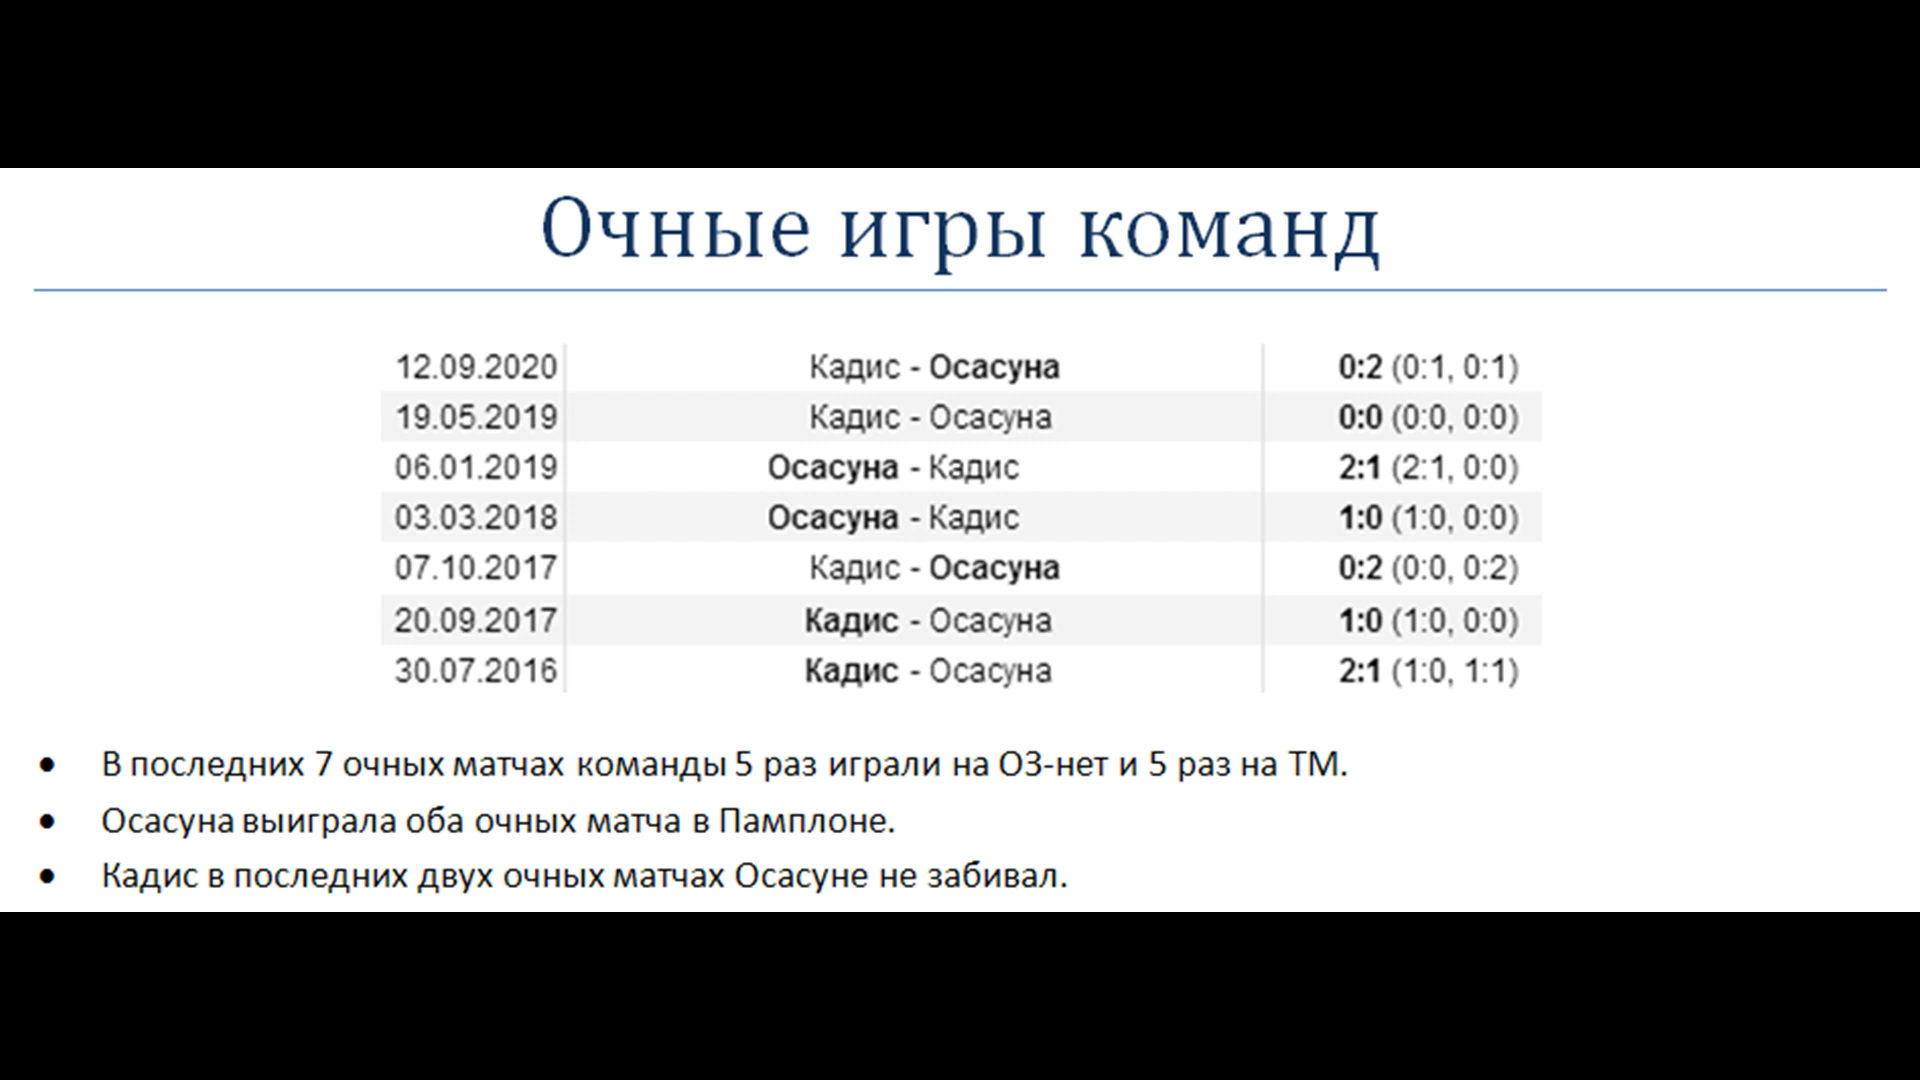 Очные игры команд
12.09.2020 Кадис - Осасуна 0:2 (0:1, 0:1)
19.05.2019 Кадис - Осасуна 0:0 (0:0, 0:0)
06.01.2019 Осасуна - Кадис 2:1 (2:1, 0:0)
03.03.2018 Осасуна - Кадис 1:0 (1:0, 0:0)
07.10.2017 Кадис - Осасуна 0:2 (0:0, 0:2)
20.09.2017 Кадис - Осасуна 1:0 (1:0, 0:0)
30.07.2016 Кадис - Осасуна 2:1 (1:0, 1:1)
• В последних 7 очных матчах команды 5 раз играли на ОЗ-нет и 5 раз на ТМ.
• Осасуна выиграла оба очных матча в Памплоне.
• Кадис в последних двух очных матчах Осасуне не забивал.